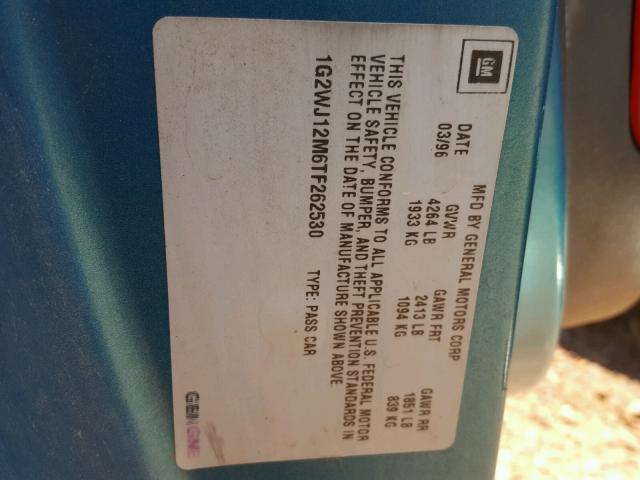 GM
MFD BY GENERAL MOTORS CORP
DATE GVWR GAWR FRT GAWR RR
03/96 4264 LB 2413 LB 1851 LB
1933 KG 1094 KG 839 KG
THIS VEHICLE CONFORMS TO ALL APPLICABLE U.S. FEDERAL MOTOR
VEHICLE SAFETY, BUMPER, AND THEFT PREVENTION STANDARDS IN
EFFECT ON THE DATE OF MANUFACTURE SHOWN ABOVE.
1G2WJ12M6TF262530 TYPE: PASS CAR